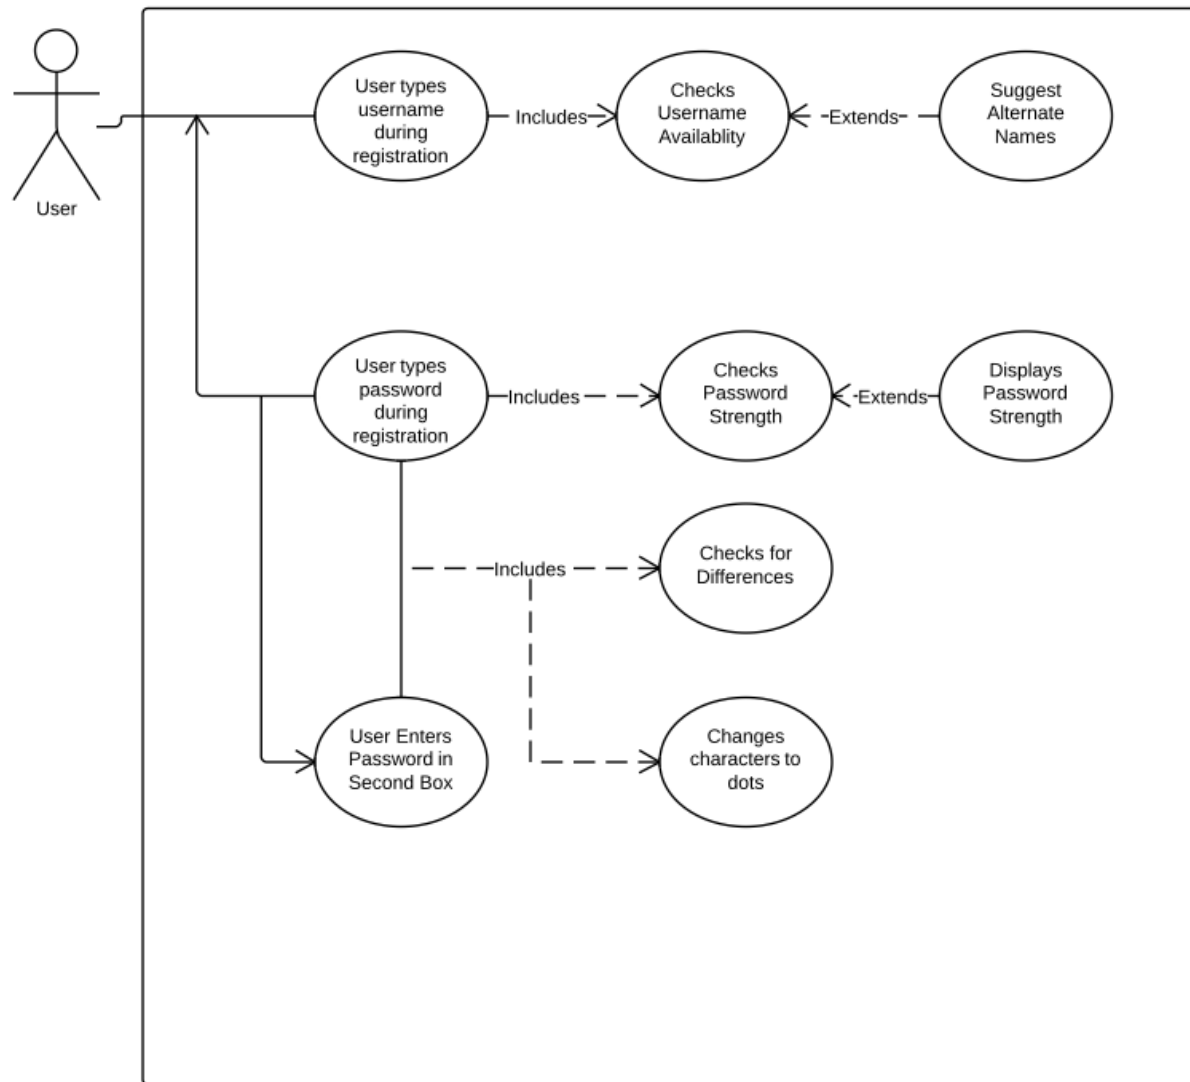 User types
username
during
registration
Includes
Checks
Username
Availablity
Extends
Suggest
Alternate
Names
User
User types
password
during
registration
Includes
Checks
Password
Strength
Extends
Displays
Password
Strength
Includes
Checks for
Differences
User Enters
Password in
Second Box
Changes
characters to
dots